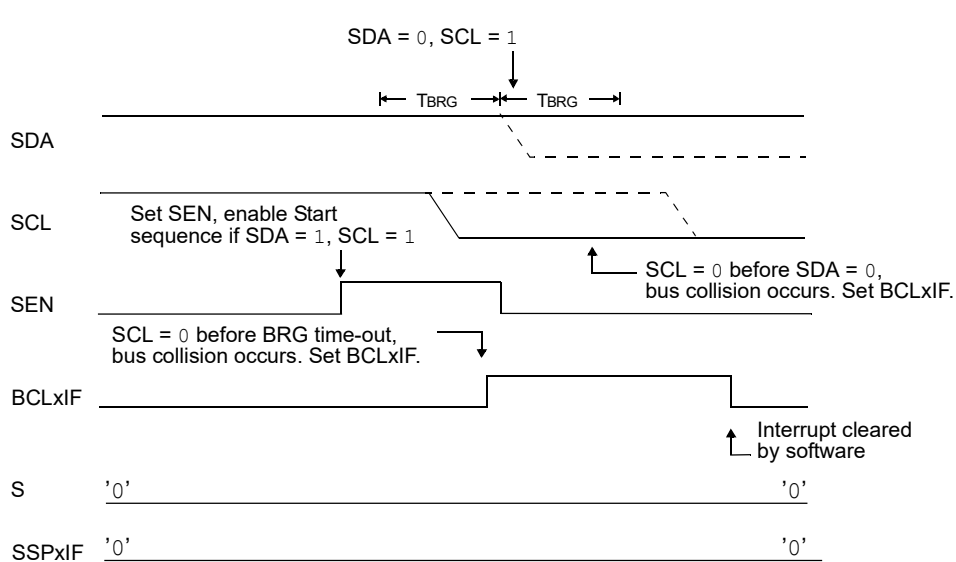 SDA = 0, SCL = 1
TBRG TBRG
SDA
SCL
Set SEN, enable Start
sequence if SDA = 1, SCL = 1
SCL = 0 before SDA = 0,
bus collision occurs. Set BCLxIF.
SEN
SCL = 0 before BRG time-out,
bus collision occurs. Set BCLxIF.
BCLxIF
Interrupt cleared
by software
S '0' '0'
SSPxIF '0' '0'